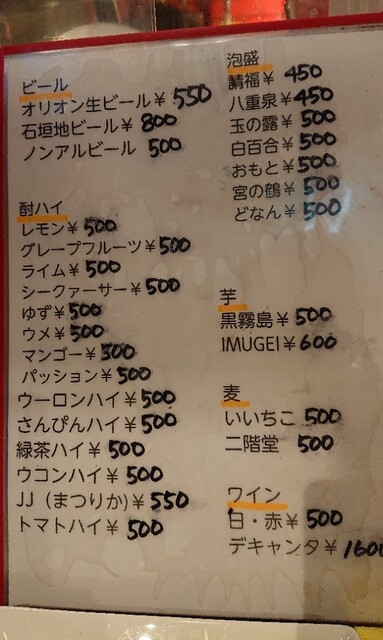 ビール
オリオン生ビール¥550
石垣地ビール¥800
ノンアルビール 500
酎ハイ
レモン¥500
グレープフルーツ¥500
ライム¥500
シークァーサー¥500
ゆず¥500
ウメ¥500
マンゴー¥500
パッション¥500
ウーロンハイ¥500
さんぴんハイ¥500
緑茶ハイ¥500
ウコンハイ¥500
JJ（まつりか)¥550
トマトハイ¥500
泡盛
請福¥450
八重泉¥450
玉の露¥500
白百合¥500
おもと¥500
宮の鶴¥500
どなん¥500
芋
黒霧島¥500
IMUGEI¥600
麦
いいちこ 500
二階堂 500
ワイン
白・赤¥500
デキャンタ¥1600